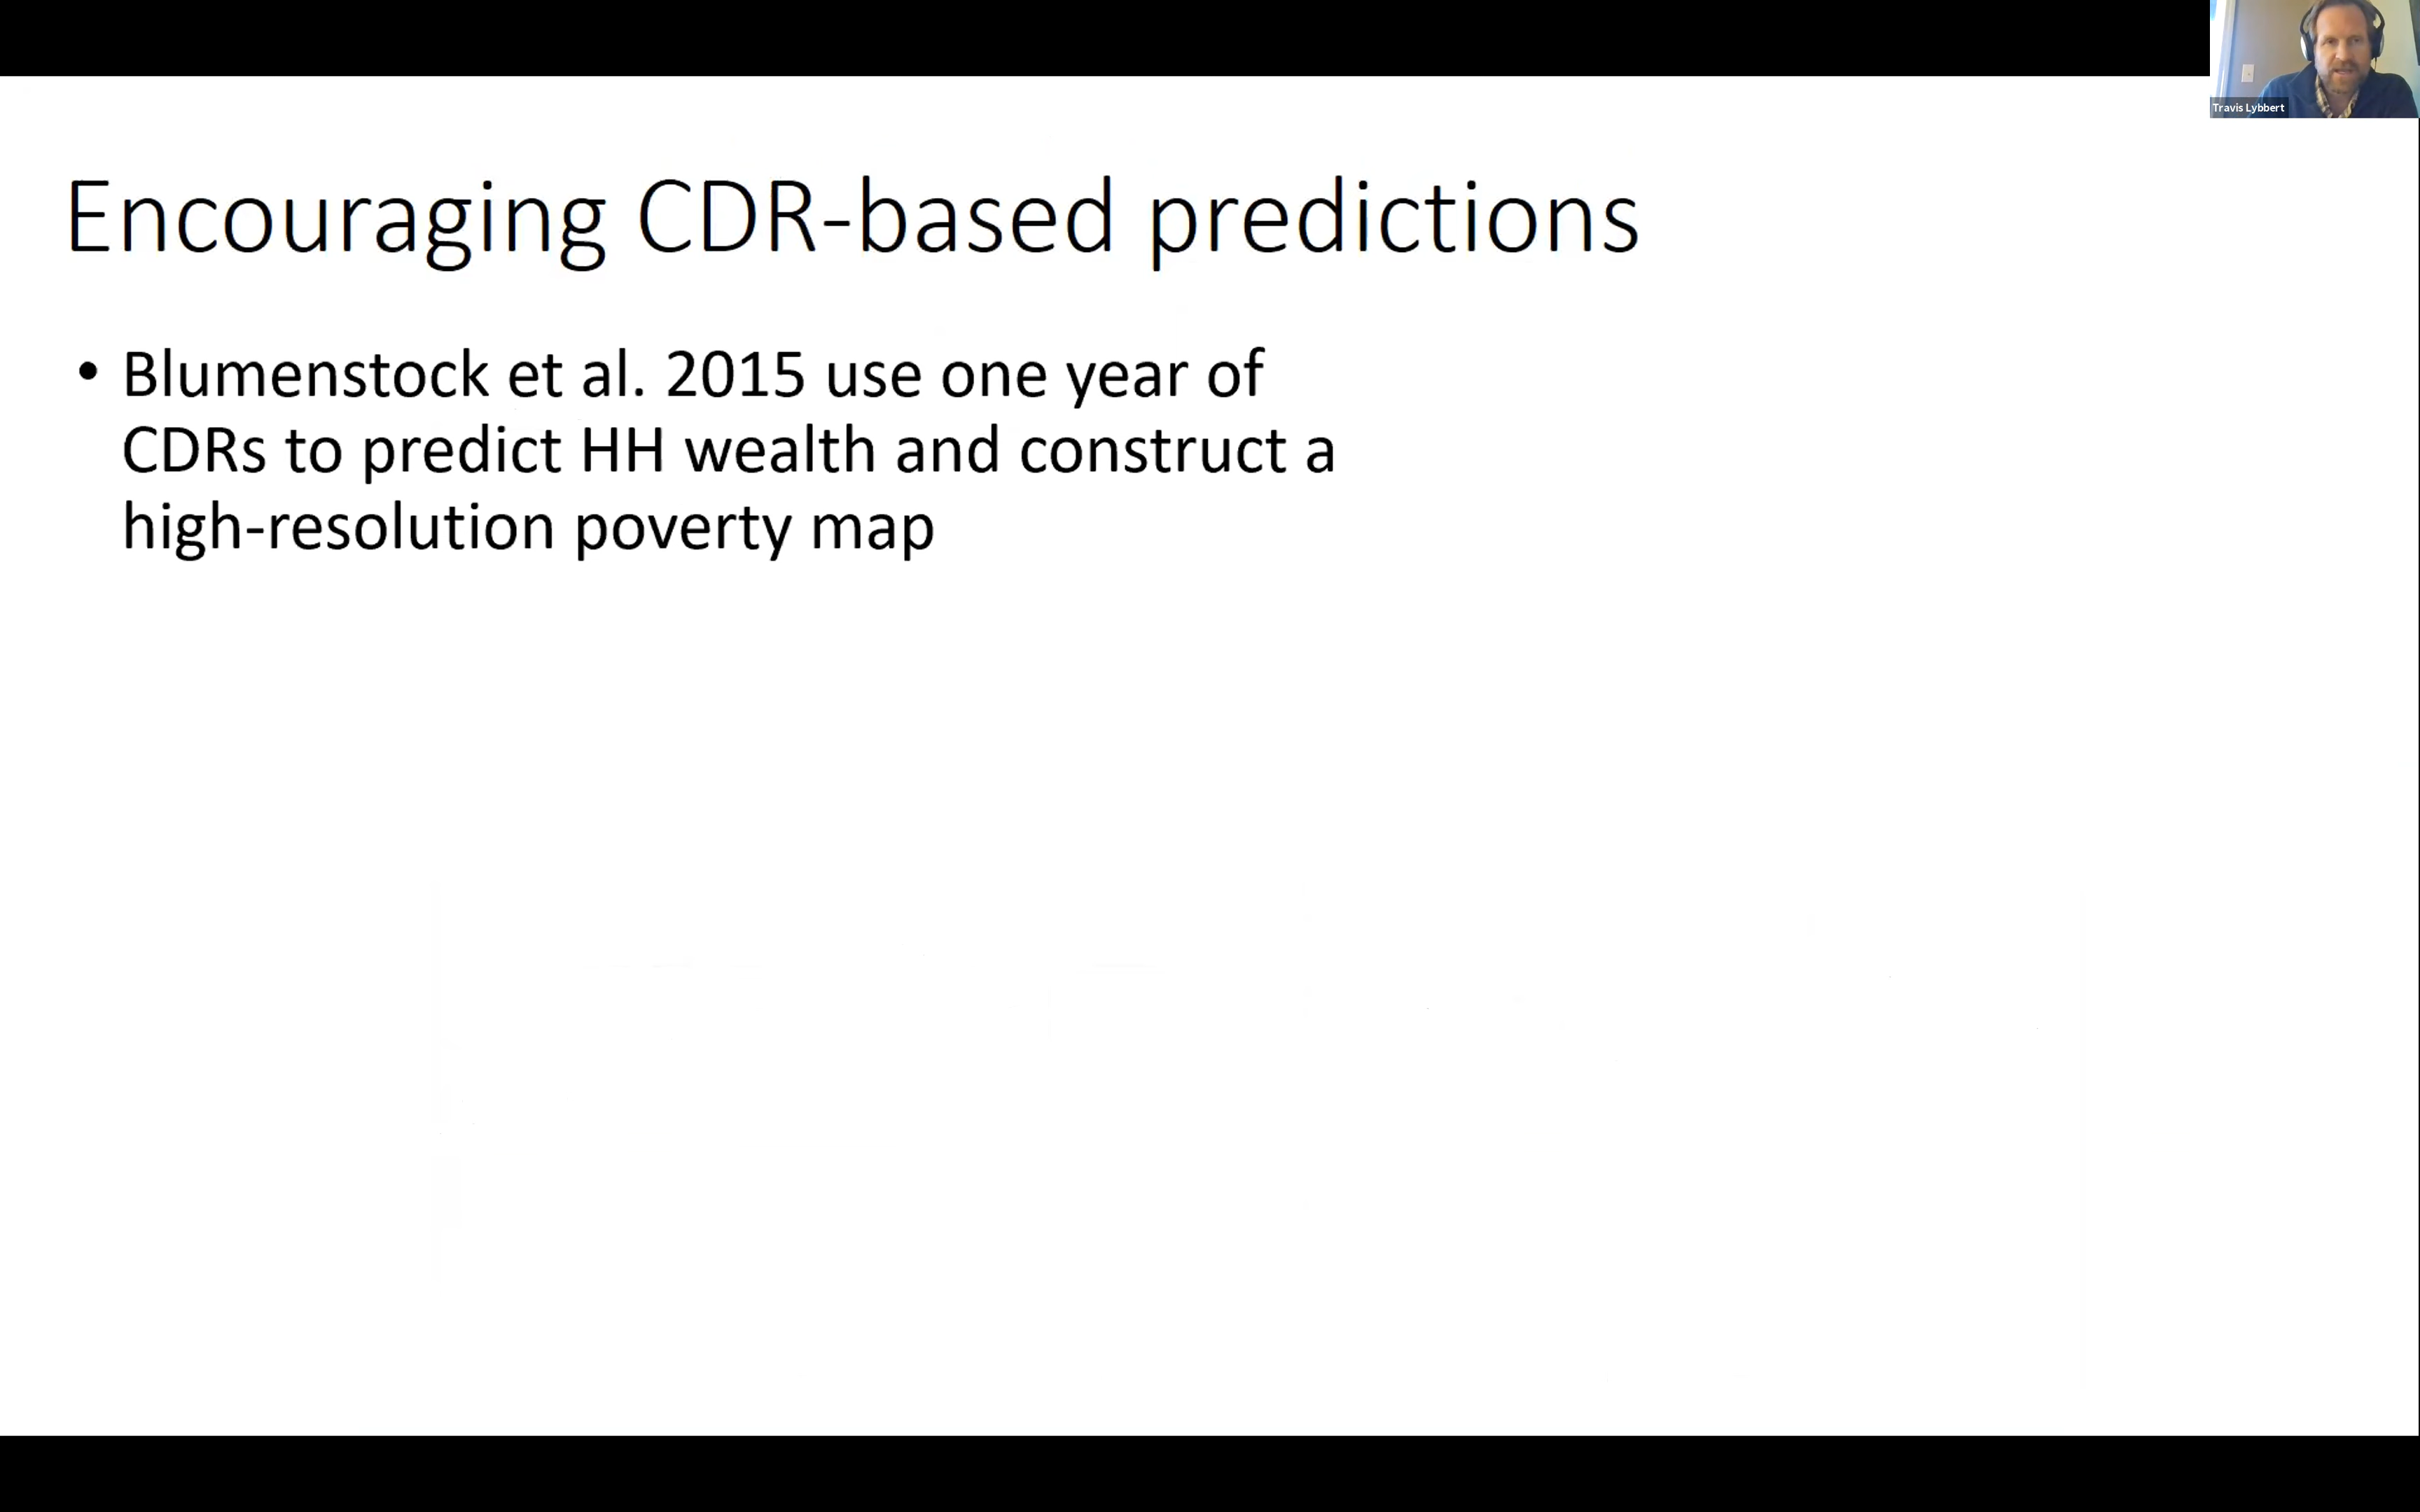 Travis Lybbert
Encouraging CDR-based predictions
• Blumenstock et al. 2015 use one year of
CDRs to predict HH wealth and construct a
high-resolution poverty map